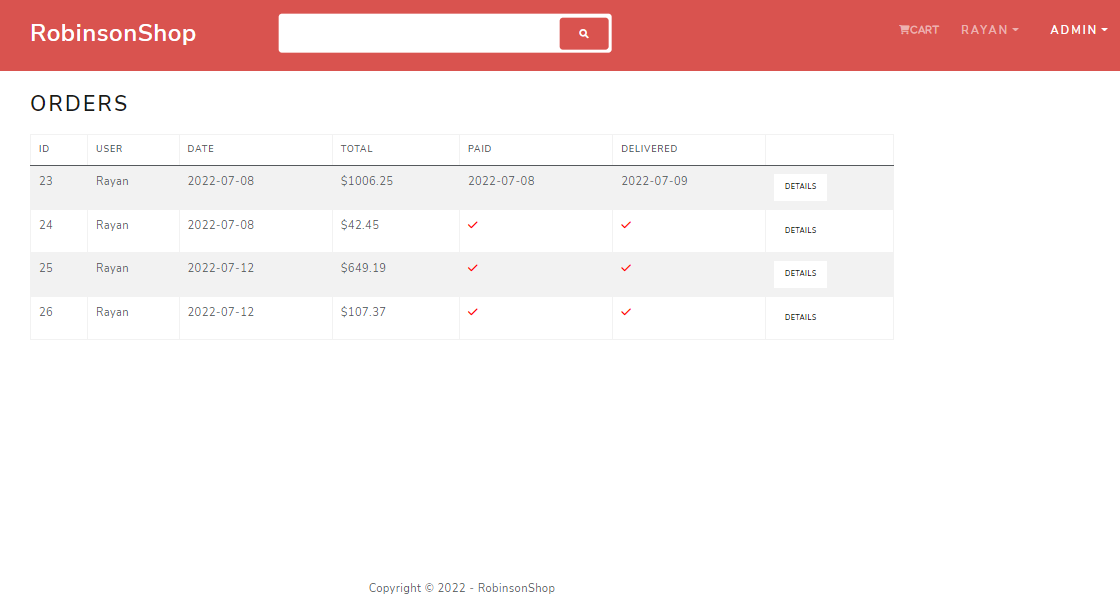 RobinsonShop CART RAYAN ADMIN
ORDERS
ID USER DATE TOTAL PAID DELIVERED
23 Rayan 2022-07-08 $1006.25 2022-07-08 2022-07-09 DETAILS
24 Rayan 2022-07-08 $42.45 DETAILS
25 Rayan 2022-07-12 $649.19 DETAILS
26 Rayan 2022-07-12 $107.37 DETAILS
Copyright © 2022 - RobinsonShop